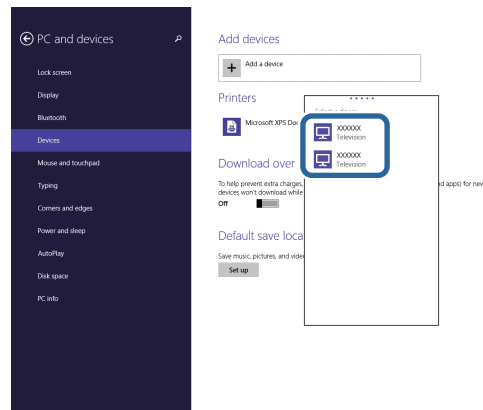 PC and devices
Lock screen
Display
Bluetooth
Devices
Mouse and touchpad
Typing
Corners and edges
Power and sleep
AutoPlay
Disk space
PC info
Add devices
Add a device
Printers
Microsoft XPS Do
Select a device
XXXXXX
Television
XXXXXX
Television
Download over
To help prevent extra charges,
d apps) for new
devices won't download while
Off
Default save loca
Save music, pictures, and vide
Set up